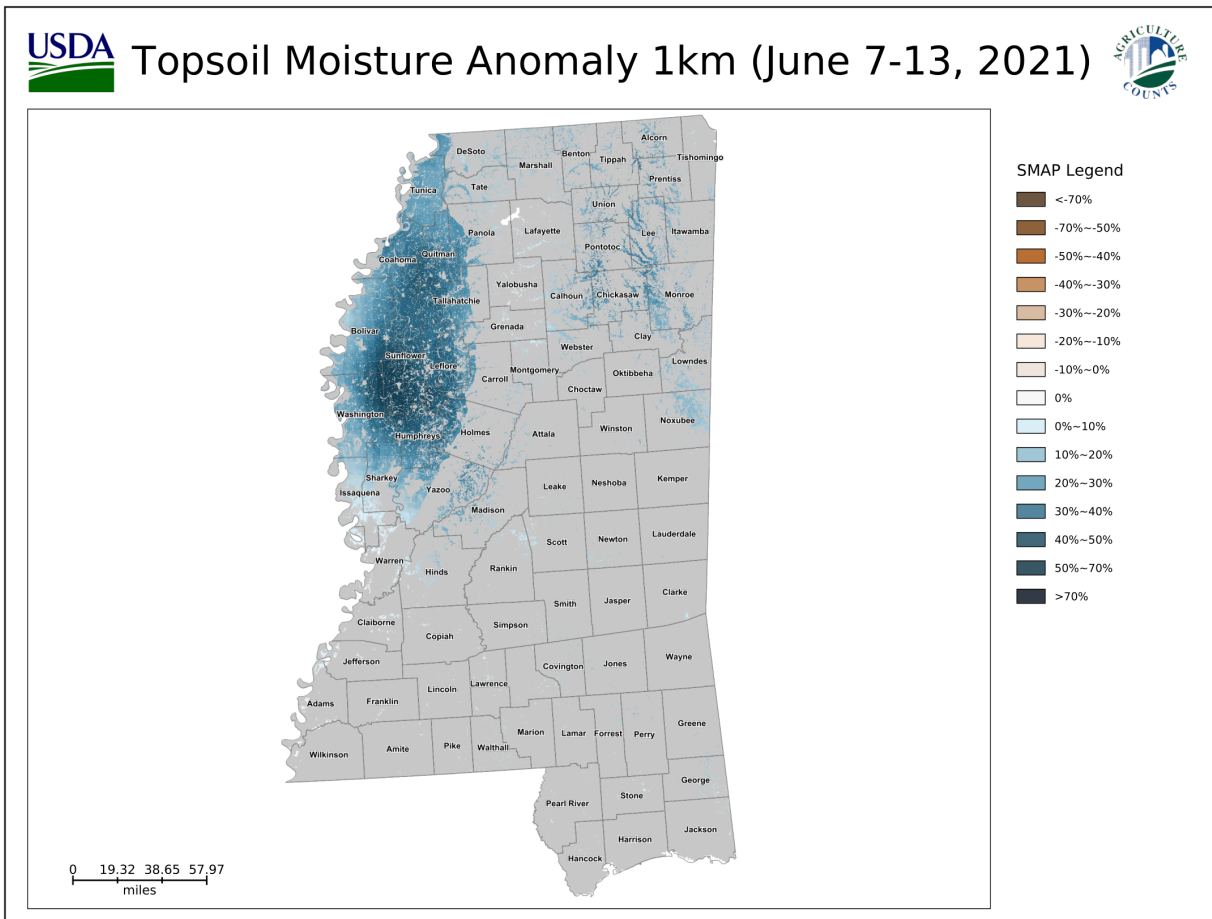 USDA
Topsoil Moisture Anomaly 1km (June 7-13, 2021)
AGRICULTURE
COUNTS
Alcorn
DeSoto
Benton
Tippah
Tishomingo
Marshall
Prentiss
Tunica
Tate
Union
Panola
Lafayette
Lee
Itawamba
Pontotoc
Quitman
Coahoma
Yalobusha
Tallahatchie
Calhoun
Chickasaw
Monroe
Grenada
Bolivar
Clay
Webster
Sunflower
Lowndes
Leflore
Montgomery
Oktibbeha
Carroll
Choctaw
Washington
Noxubee
Winston
Holmes
Attala
Humphreys
Sharkey
Kemper
Neshoba
Leake
Yazoo
Issaquena
Madison
Lauderdale
Newton
Scott
Warren
Rankin
Hinds
Clarke
Jasper
Smith
Claiborne
Simpson
Copiah
Wayne
Jefferson
Jones
Covington
Lawrence
Lincoln
Franklin
Adams
Greene
Marion
Lamar
Forrest
Perry
Pike
Walthall
Amite
Wilkinson
George
Stone
Pearl River
Jackson
Harrison
Hancock
SMAP Legend
<-70%
-70%~-50%
-50%~-40%
-40%~-30%
-30%~-20%
-20%~-10%
-10%~0%
0%
0%~10%
10%~20%
20%~30%
30%~40%
40%~50%
50%~70%
>70%
0 19.32 38.65 57.97
miles